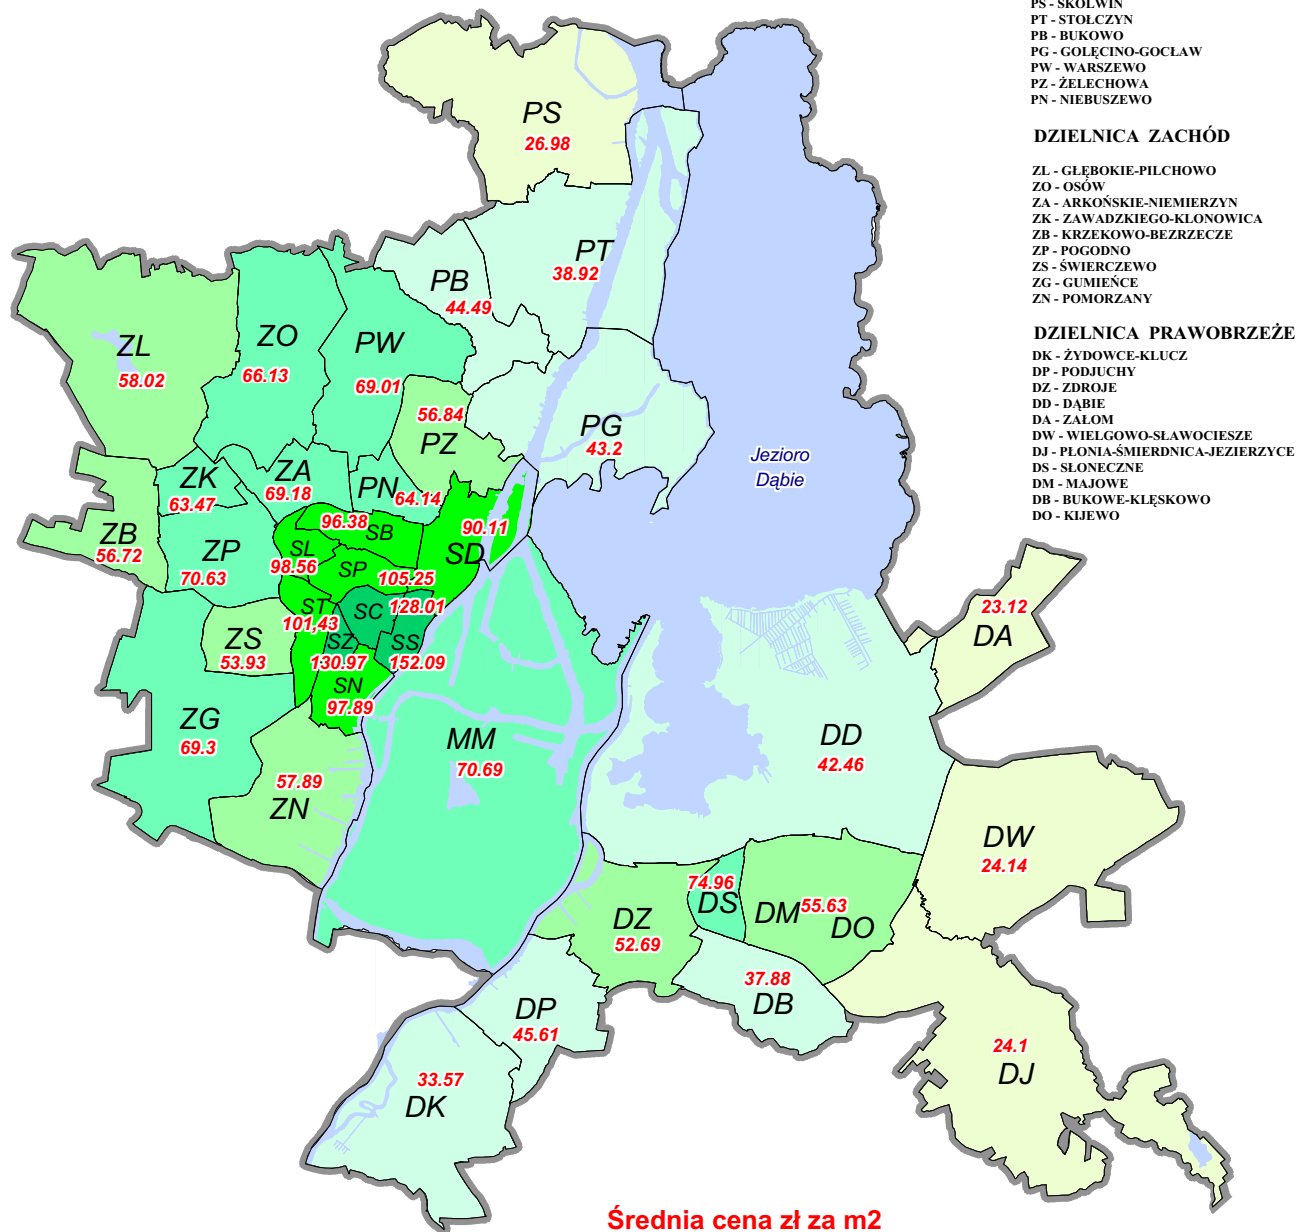 PS - SKOLWIN
PT - STOŁCZYN
PB - BUKOWO
PG - GOLĘCINO-GOCŁAW
PW - WARSZEWO
PZ - ŻELECHOWA
PN - NIEBUSZEWO
DZIELNICA ZACHÓD
ZL - GŁĘBOKIE-PILCHOWO
ZO - OSÓW
ZA - ARKOŃSKIE-NIEMIERZYN
ZK - ZAWADZKIEGO-KLONOWICA
ZB - KRZEKOWO-BEZRZECZE
ZP - POGODNO
ZS - ŚWIERCZEWO
ZG - GUMIEŃCE
ZN - POMORZANY
DZIELNICA PRAWOBRZEŻE
DK - ŻYDOWCE-KLUCZ
DP - PODJUCHY
DZ - ZDROJE
DD - DĄBIE
DA - ZAŁOM
DW - WIELGOWO-SŁAWOCIESZE
DJ - PŁONIA-ŚMIERDNICA-JEZIERZYCE
DS - SŁONECZNE
DM - MAJOWE
DB - BUKOWE-KLĘSKOWO
DO - KIJEWO
PS
26.98
PT
38.92
PB
44.49
ZL
58.02
ZO
66.13
PW
69.01
56.84
PZ
PG
43.2
Jezioro
Dąbie
ZK
63.47
ZA
69.18
PN
64.14
ZB
56.72
ZP
70.63
96.38
SB
90.11
SD
SL
98.56
SP
105.25
ST
101,43
SC
128.01
SZ
130.97
SS
152.09
SN
97.89
ZS
53.93
ZG
69.3
57.89
ZN
MM
70.69
23.12
DA
DD
42.46
DW
24.14
74.96
DS
DM
55.63
DO
DZ
52.69
37.88
DB
DP
45.61
33.57
DK
24.1
DJ
Średnia cena zł za m2